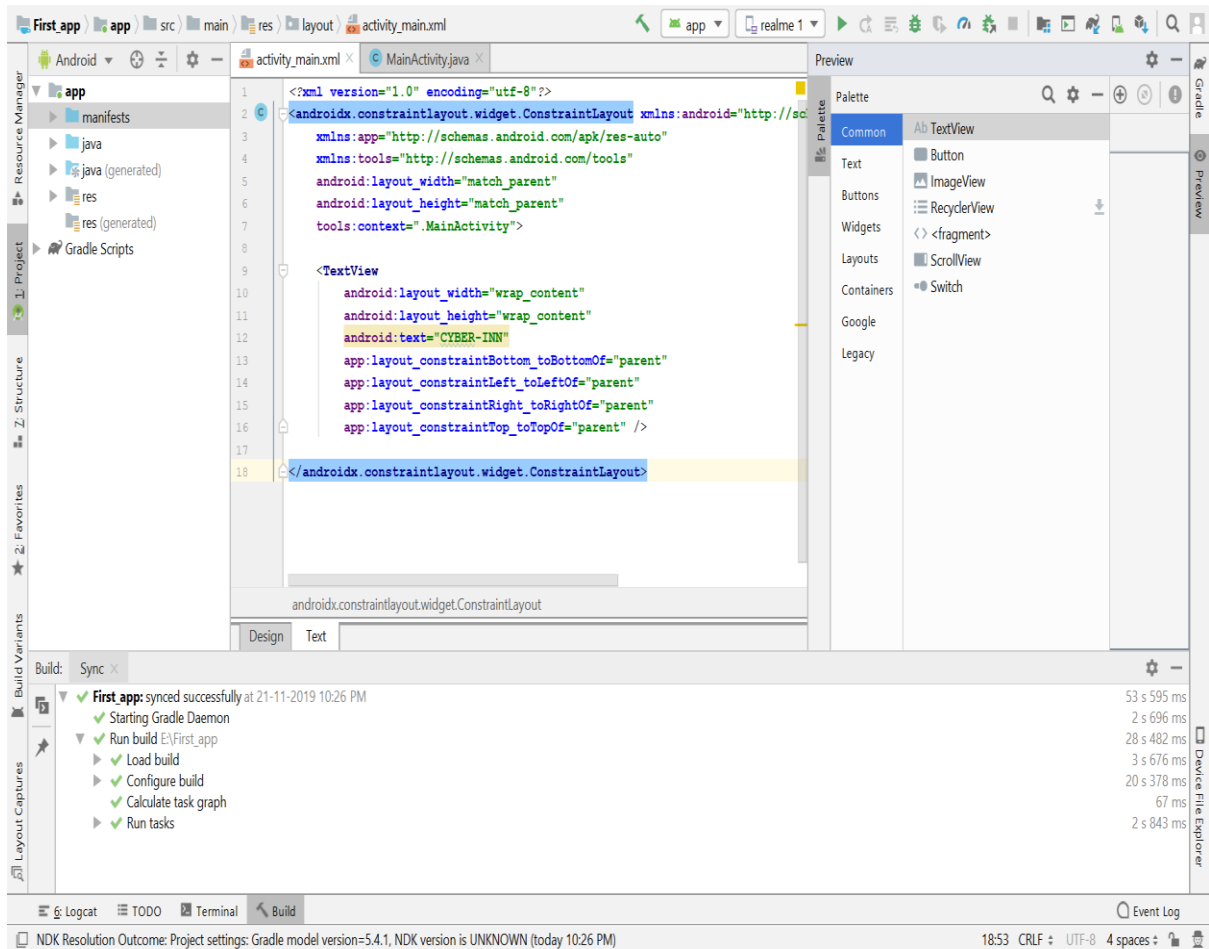 First_app app src main res layout activity_main.xml app realme 1
Android
activity_main.xml MainActivity.java
Preview
Resource Manager
1: Project
Z: Structure
2: Favorites
Build Variants
Layout Captures
app
manifests
java
java (generated)
res
res (generated)
Gradle Scripts
1 <?xml version="1.0" encoding="utf-8"?>
2 <androidx.constraintlayout.widget.ConstraintLayout xmlns:android="http://sc
3 xmlns:app="http://schemas.android.com/apk/res-auto"
4 xmlns:tools="http://schemas.android.com/tools"
5 android:layout_width="match_parent"
6 android:layout_height="match_parent"
7 tools:context=".MainActivity">
8
9 <TextView
10 android:layout_width="wrap_content"
11 android:layout_height="wrap_content"
12 android:text="CYBER-INN"
13 app:layout_constraintBottom_toBottomOf="parent"
14 app:layout_constraintLeft_toLeftOf="parent"
15 app:layout_constraintRight_toRightOf="parent"
16 app:layout_constraintTop_toTopOf="parent" />
17
18 </androidx.constraintlayout.widget.ConstraintLayout>
androidx.constraintlayout.widget.ConstraintLayout
Design Text
Palette
Palette
Common
Text
Buttons
Widgets
Layouts
Containers
Google
Legacy
Ab TextView
Button
ImageView
RecyclerView
<> <fragment>
ScrollView
Switch
Gradle
Preview
Device File Explorer
Build: Sync
First_app: synced successfully at 21-11-2019 10:26 PM 53 s 595 ms
Starting Gradle Daemon 2 s 696 ms
Run build E:\First_app 28 s 482 ms
Load build 3 s 676 ms
Configure build 20 s 378 ms
Calculate task graph 67 ms
Run tasks 2 s 843 ms
6: Logcat TODO Terminal Build Event Log
NDK Resolution Outcome: Project settings: Gradle model version=5.4.1, NDK version is UNKNOWN (today 10:26 PM) 18:53 CRLF UTF-8 4 spaces